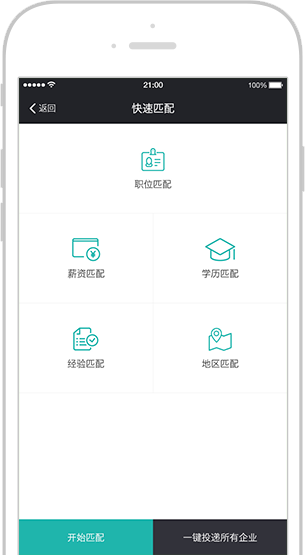 21:00
100%
返回
快速匹配
职位匹配
薪资匹配
学历匹配
经验匹配
地区匹配
开始匹配
一键投递所有企业